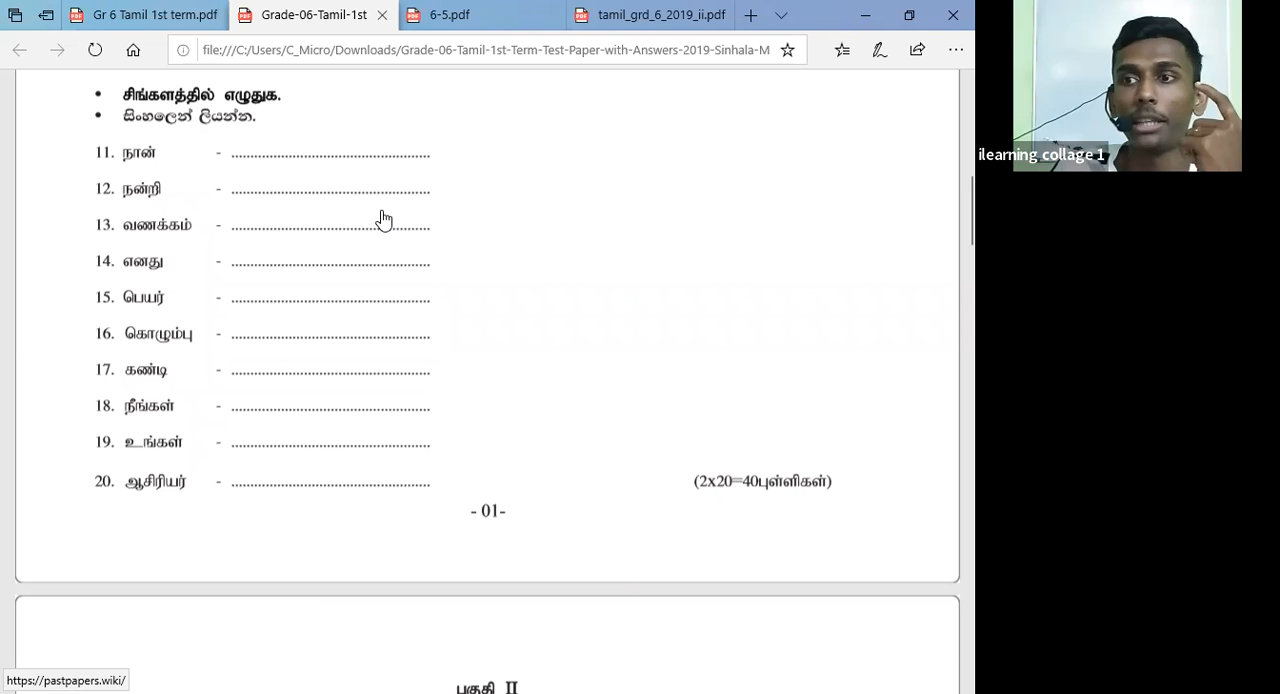 Gr 6 Tamil 1st term.pdf
Grade-06-Tamil-1st
6-5.pdf
tamil_grd_6_2019_ii.pdf
file:///C:/Users/C_Micro/Downloads/Grade-06-Tamil-1st-Term-Test-Paper-with-Answers-2019-Sinhala-M
ilearning collage 1
• சிங்களத்தில் எழுதுக.
• සිංහලෙන් ලියන්න.
11. நான் - ..................................................
12. நன்றி - ..................................................
13. வணக்கம் - ..................................................
14. எனது - ..................................................
15. பெயர் - ..................................................
16. கொழும்பு - ..................................................
17. கண்டி - ..................................................
18. நீங்கள் - ..................................................
19. உங்கள் - ..................................................
20. ஆசிரியர் - .................................................. (2x20=40புள்ளிகள்)
- 01-
பகுதி II
https://pastpapers.wiki/